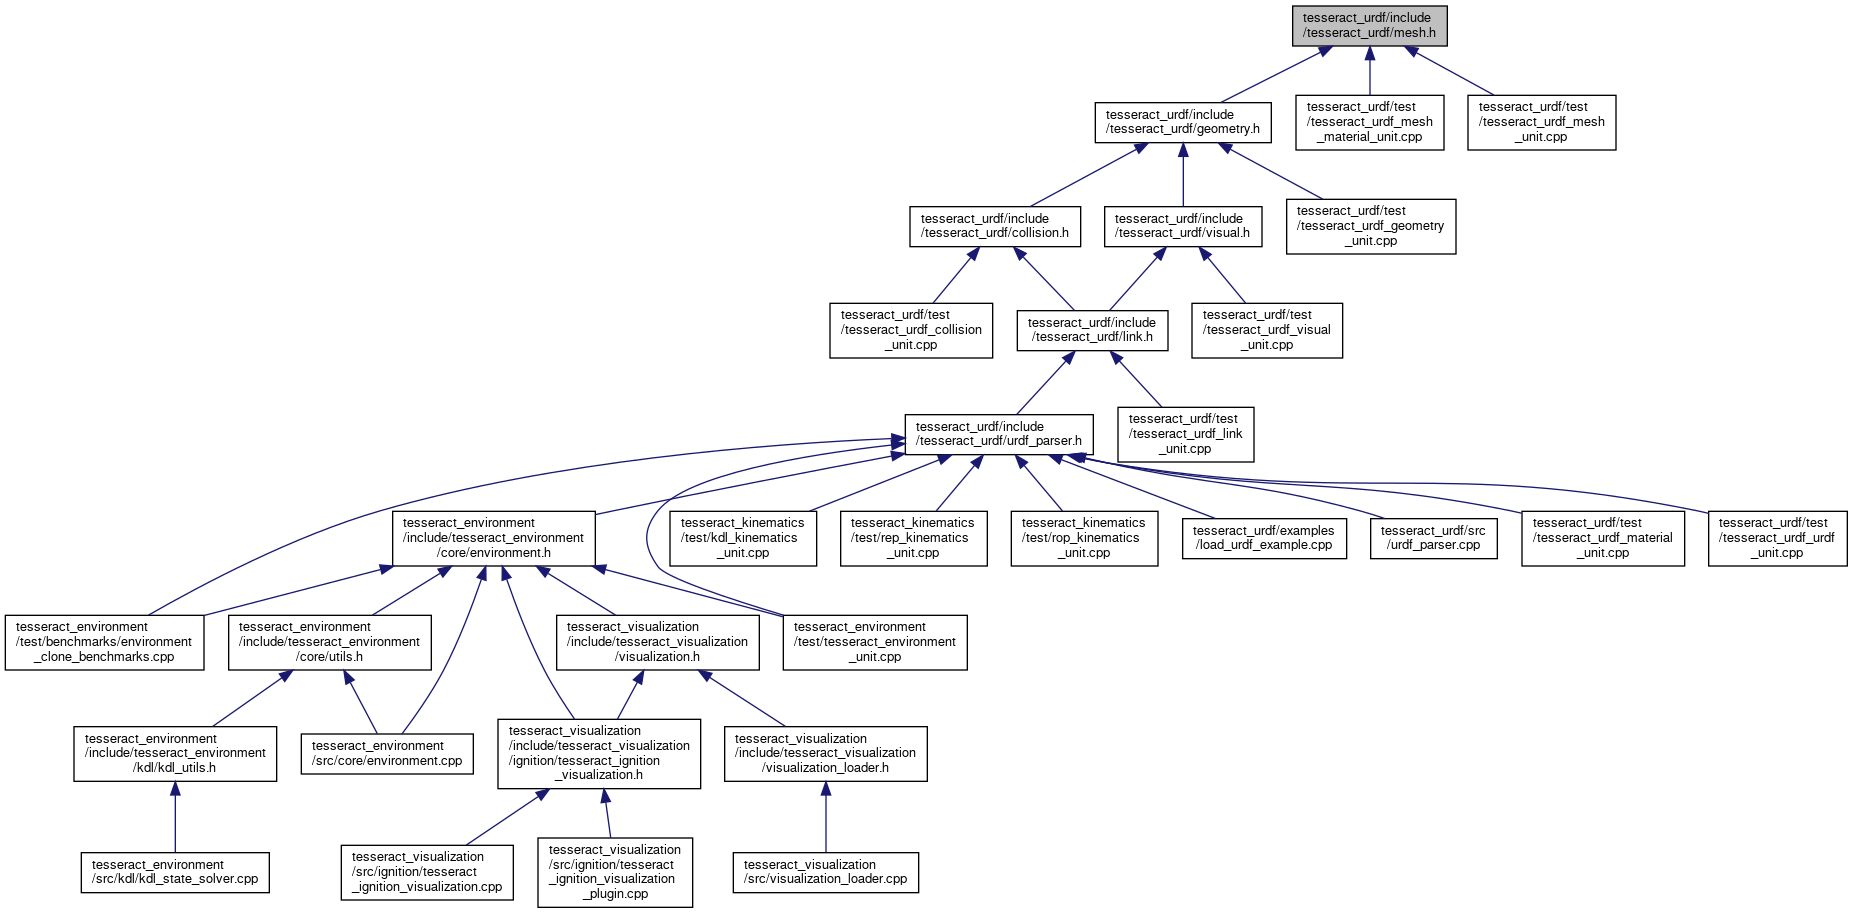 tesseract_urdf/include
/tesseract_urdf/mesh.h
tesseract_urdf/include
/tesseract_urdf/geometry.h
tesseract_urdf/test
/tesseract_urdf_mesh
_material_unit.cpp
tesseract_urdf/test
/tesseract_urdf_mesh
_unit.cpp
tesseract_urdf/include
/tesseract_urdf/collision.h
tesseract_urdf/include
/tesseract_urdf/visual.h
tesseract_urdf/test
/tesseract_urdf_geometry
_unit.cpp
tesseract_urdf/test
/tesseract_urdf_collision
_unit.cpp
tesseract_urdf/include
/tesseract_urdf/link.h
tesseract_urdf/test
/tesseract_urdf_visual
_unit.cpp
tesseract_urdf/include
/tesseract_urdf/urdf_parser.h
tesseract_urdf/test
/tesseract_urdf_link
_unit.cpp
tesseract_environment
/include/tesseract_environment
/core/environment.h
tesseract_kinematics
/test/kdl_kinematics
_unit.cpp
tesseract_kinematics
/test/rep_kinematics
_unit.cpp
tesseract_kinematics
/test/rop_kinematics
_unit.cpp
tesseract_urdf/examples
/load_urdf_example.cpp
tesseract_urdf/src
/urdf_parser.cpp
tesseract_urdf/test
/tesseract_urdf_material
_unit.cpp
tesseract_urdf/test
/tesseract_urdf_urdf
_unit.cpp
tesseract_environment
/test/benchmarks/environment
_clone_benchmarks.cpp
tesseract_environment
/include/tesseract_environment
/core/utils.h
tesseract_visualization
/include/tesseract_visualization
/visualization.h
tesseract_environment
/test/tesseract_environment
_unit.cpp
tesseract_environment
/include/tesseract_environment
/kdl/kdl_utils.h
tesseract_environment
/src/core/environment.cpp
tesseract_visualization
/include/tesseract_visualization
/ignition/tesseract_ignition
_visualization.h
tesseract_visualization
/include/tesseract_visualization
/visualization_loader.h
tesseract_environment
/src/kdl/kdl_state_solver.cpp
tesseract_visualization
/src/ignition/tesseract
_ignition_visualization.cpp
tesseract_visualization
/src/ignition/tesseract
_ignition_visualization
_plugin.cpp
tesseract_visualization
/src/visualization_loader.cpp